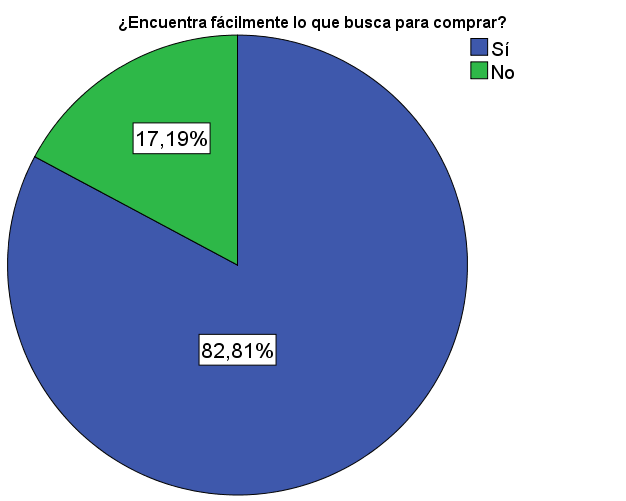 ¿Encuentra fácilmente lo que busca para comprar?
Sí
No
17,19%
82,81%